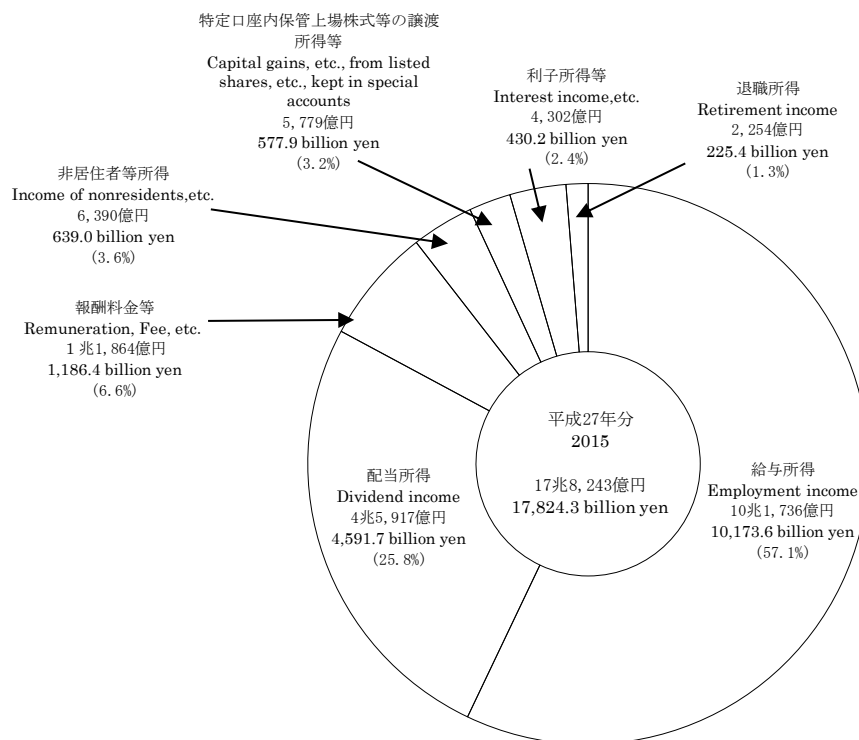 特定口座内保管上場株式等の譲渡
所得等
Capital gains, etc., from listed
shares, etc., kept in special
accounts
5,779億円
577.9 billion yen
(3.2%)
利子所得等
Interest income,etc.
4,302億円
430.2 billion yen
(2.4%)
退職所得
Retirement income
2,254億円
225.4 billion yen
(1.3%)
非居住者等所得
Income of nonresidents,etc.
6,390億円
639.0 billion yen
(3.6%)
報酬料金等
Remuneration, Fee, etc.
1兆1,864億円
1,186.4 billion yen
(6.6%)
配当所得
Dividend income
4兆5,917億円
4,591.7 billion yen
(25.8%)
平成27年分
2015
17兆8,243億円
17,824.3 billion yen
給与所得
Employment income
10兆1,736億円
10,173.6 billion yen
(57.1%)